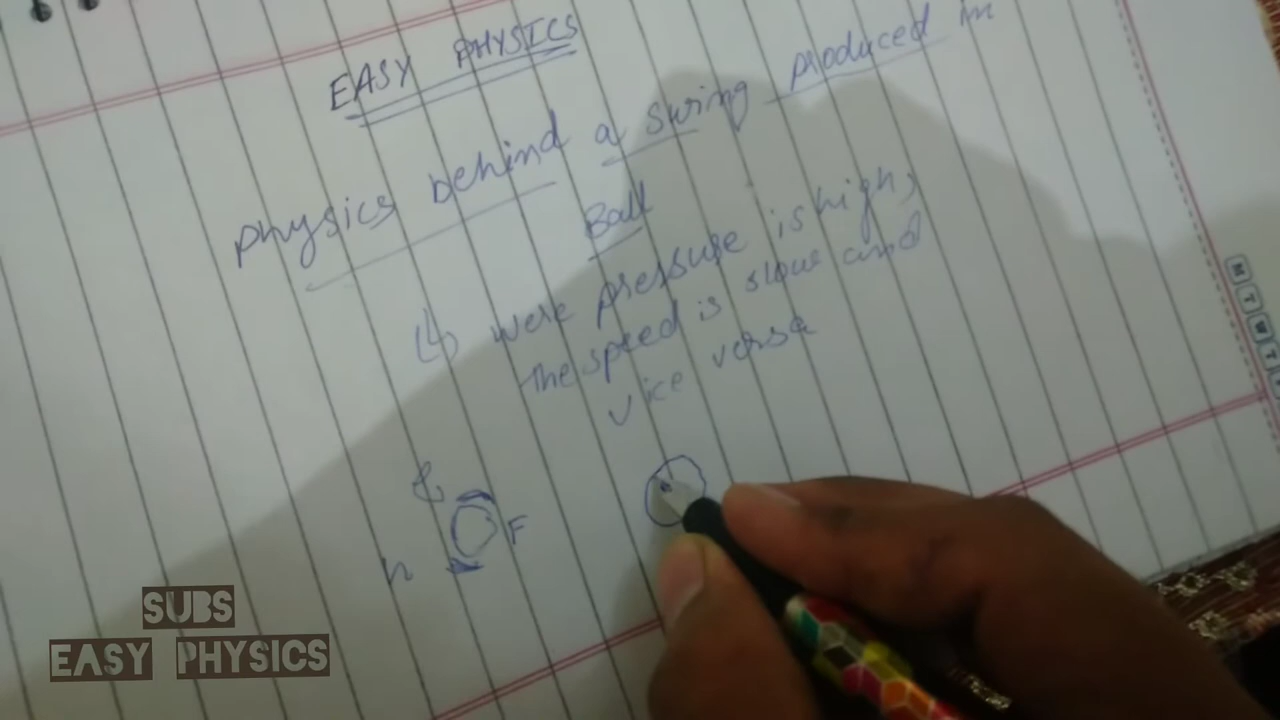 EASY PHYSICS
physics behind a swing produced in
Ball
↳ were pressure is high,
the speed is slow and
vice versa
F
h
M
T
W
T
SUBS
EASY PHYSICS